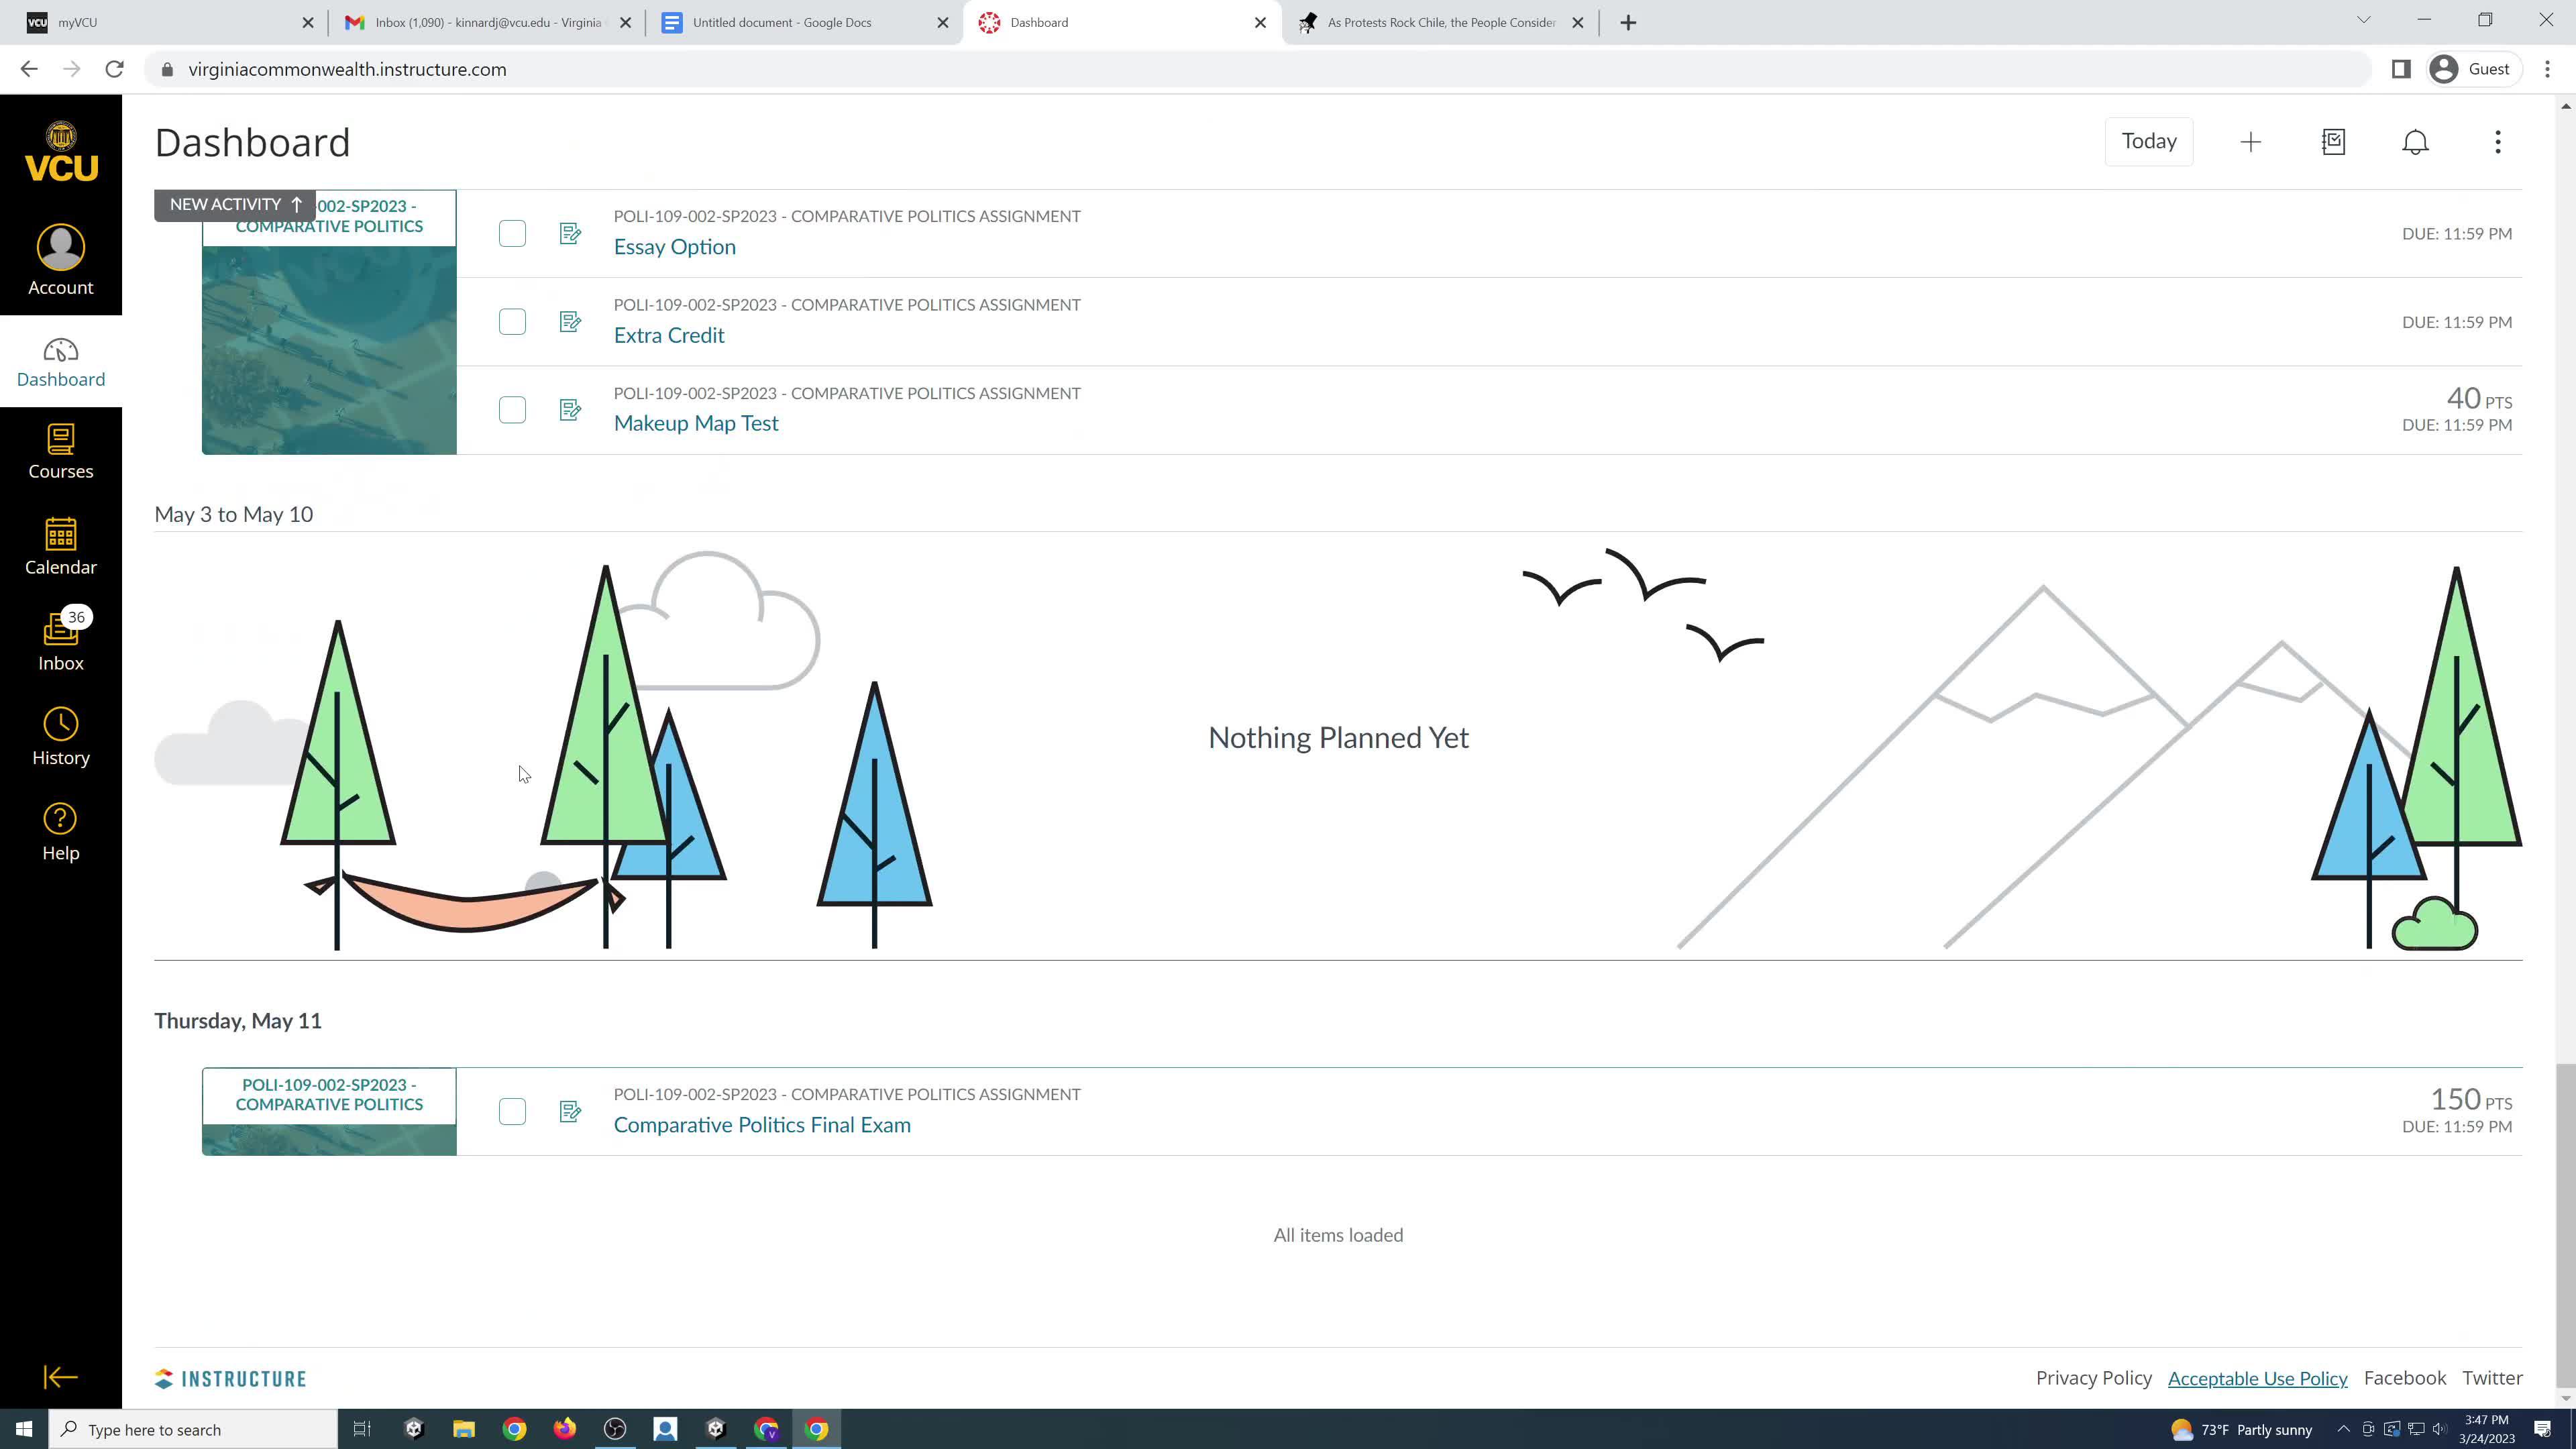 myVCU
Inbox (1,090) - kinnardj@vcu.edu - Virginia
Untitled document - Google Docs
Dashboard
As Protests Rock Chile, the People Consider
virginiacommonwealth.instructure.com
Guest
VCU
Account
Dashboard
Courses
Calendar
36
Inbox
History
Help
Dashboard
Today
NEW ACTIVITY
-002-SP2023 -
COMPARATIVE POLITICS
POLI-109-002-SP2023 - COMPARATIVE POLITICS ASSIGNMENT
Essay Option
DUE: 11:59 PM
POLI-109-002-SP2023 - COMPARATIVE POLITICS ASSIGNMENT
Extra Credit
DUE: 11:59 PM
POLI-109-002-SP2023 - COMPARATIVE POLITICS ASSIGNMENT
Makeup Map Test
40 PTS
DUE: 11:59 PM
May 3 to May 10
Nothing Planned Yet
Thursday, May 11
POLI-109-002-SP2023 -
COMPARATIVE POLITICS
POLI-109-002-SP2023 - COMPARATIVE POLITICS ASSIGNMENT
Comparative Politics Final Exam
150 PTS
DUE: 11:59 PM
All items loaded
INSTRUCTURE
Privacy Policy Acceptable Use Policy Facebook Twitter
Type here to search
73°F Partly sunny
3:47 PM
3/24/2023